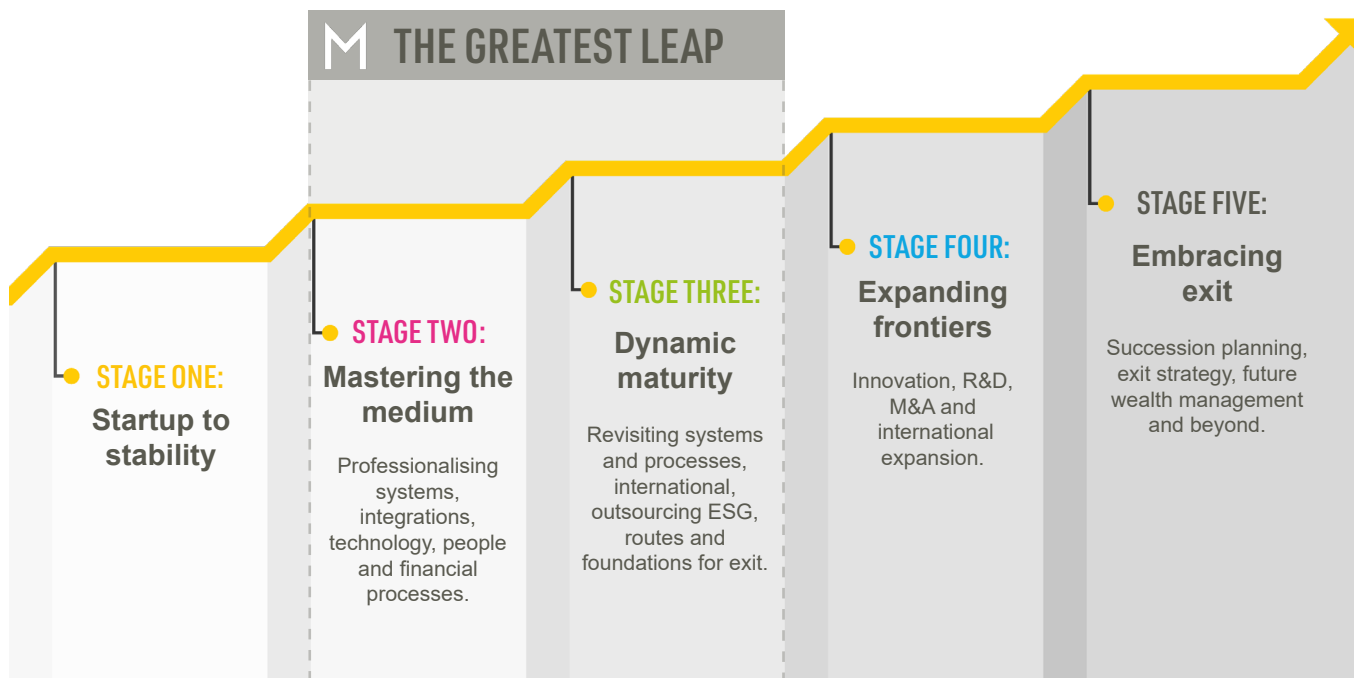 M THE GREATEST LEAP
STAGE ONE:
Startup to
stability
STAGE TWO:
Mastering the
medium
Professionalising
systems,
integrations,
technology, people
and financial
processes.
STAGE THREE:
Dynamic
maturity
Revisiting systems
and processes,
international,
outsourcing ESG,
routes and
foundations for exit.
STAGE FOUR:
Expanding
frontiers
Innovation, R&D,
M&A and
international
expansion.
STAGE FIVE:
Embracing
exit
Succession planning,
exit strategy, future
wealth management
and beyond.